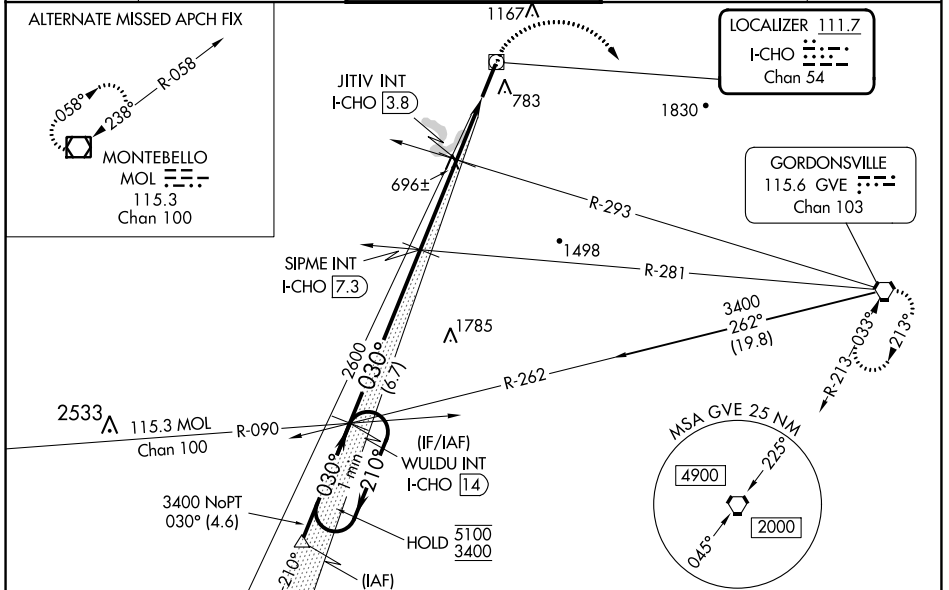 ALTERNATE MISSED APCH FIX
R-058
058°
238°
MONTEBELLO
MOL
115.3
Chan 100
1167
LOCALIZER 111.7
I-CHO
Chan 54
JITIV INT
I-CHO 3.8
783
1830
696±
GORDONSVILLE
115.6 GVE
Chan 103
R-293
SIPME INT
I-CHO 7.3
1498
R-281
1785
3400
262°
(19.8)
R-262
2600
030°
(6.7)
R-213
033°
213°
2533
115.3 MOL
Chan 100
R-090
(IF/IAF)
WULDU INT
I-CHO 14
030°
1 min
210°
3400 NoPT
030° (4.6)
HOLD 5100
3400
210°
(IAF)
MSA GVE 25 NM
4900
225°
2000
045°